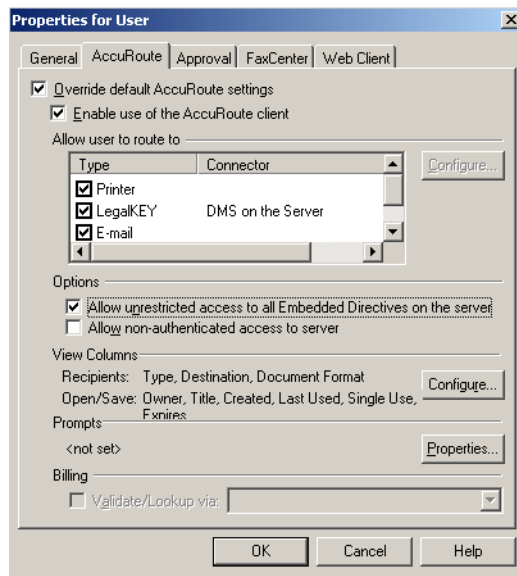 Properties for User
General AccuRoute Approval FaxCenter Web Client
Override default AccuRoute settings
Enable use of the AccuRoute client
Allow user to route to
Type Connector
Configure...
Printer
LegalKEY DMS on the Server
E-mail
Options
Allow unrestricted access to all Embedded Directives on the server
Allow non-authenticated access to server
View Columns
Recipients: Type, Destination, Document Format
Configure...
Open/Save: Owner, Title, Created, Last Used, Single Use,
Expires
Prompts
<not set>
Properties...
Billing
Validate/Lookup via:
OK Cancel Help